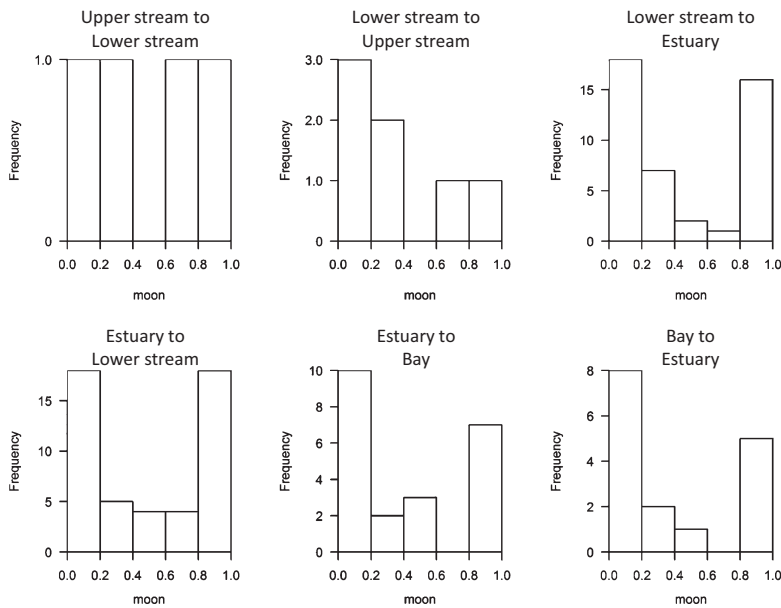 Upper stream to
Lower stream
1.0
0
Frequency
0.0 0.2 0.4 0.6 0.8 1.0
moon
Lower stream to
Upper stream
3.0
2.0
1.0
0
Frequency
0.0 0.2 0.4 0.6 0.8 1.0
moon
Lower stream to
Estuary
15
10
5
0
Frequency
0.0 0.2 0.4 0.6 0.8 1.0
moon
Estuary to
Lower stream
15
10
5
0
Frequency
0.0 0.2 0.4 0.6 0.8 1.0
moon
Estuary to
Bay
10
8
6
4
2
0
Frequency
0.0 0.2 0.4 0.6 0.8 1.0
moon
Bay to
Estuary
8
6
4
2
0
Frequency
0.0 0.2 0.4 0.6 0.8 1.0
moon